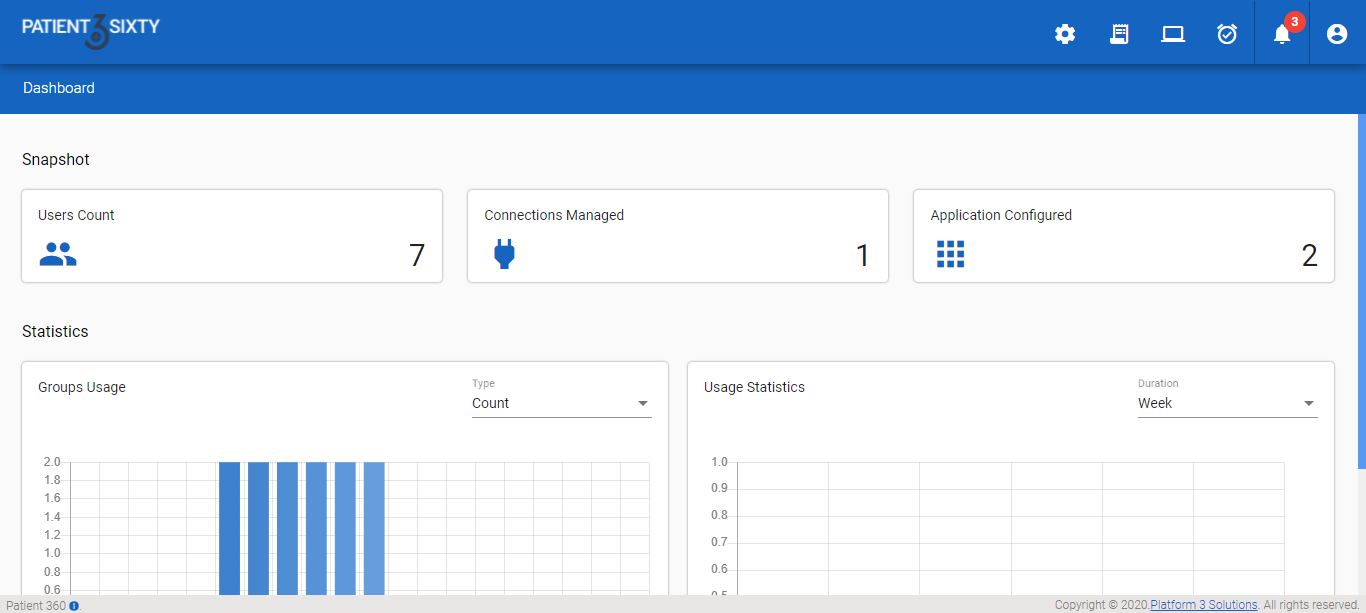 PATIENT 3 SIXTY
3
Dashboard
Snapshot
Users Count
7
Connections Managed
1
Application Configured
2
Statistics
Groups Usage
Type
Count
2.0
1.8
1.6
1.4
1.2
1.0
0.8
0.6
Usage Statistics
Duration
Week
1.0
0.9
0.8
0.7
0.6
0.5
Patient 360
Copyright © 2020 Platform 3 Solutions. All rights reserved.